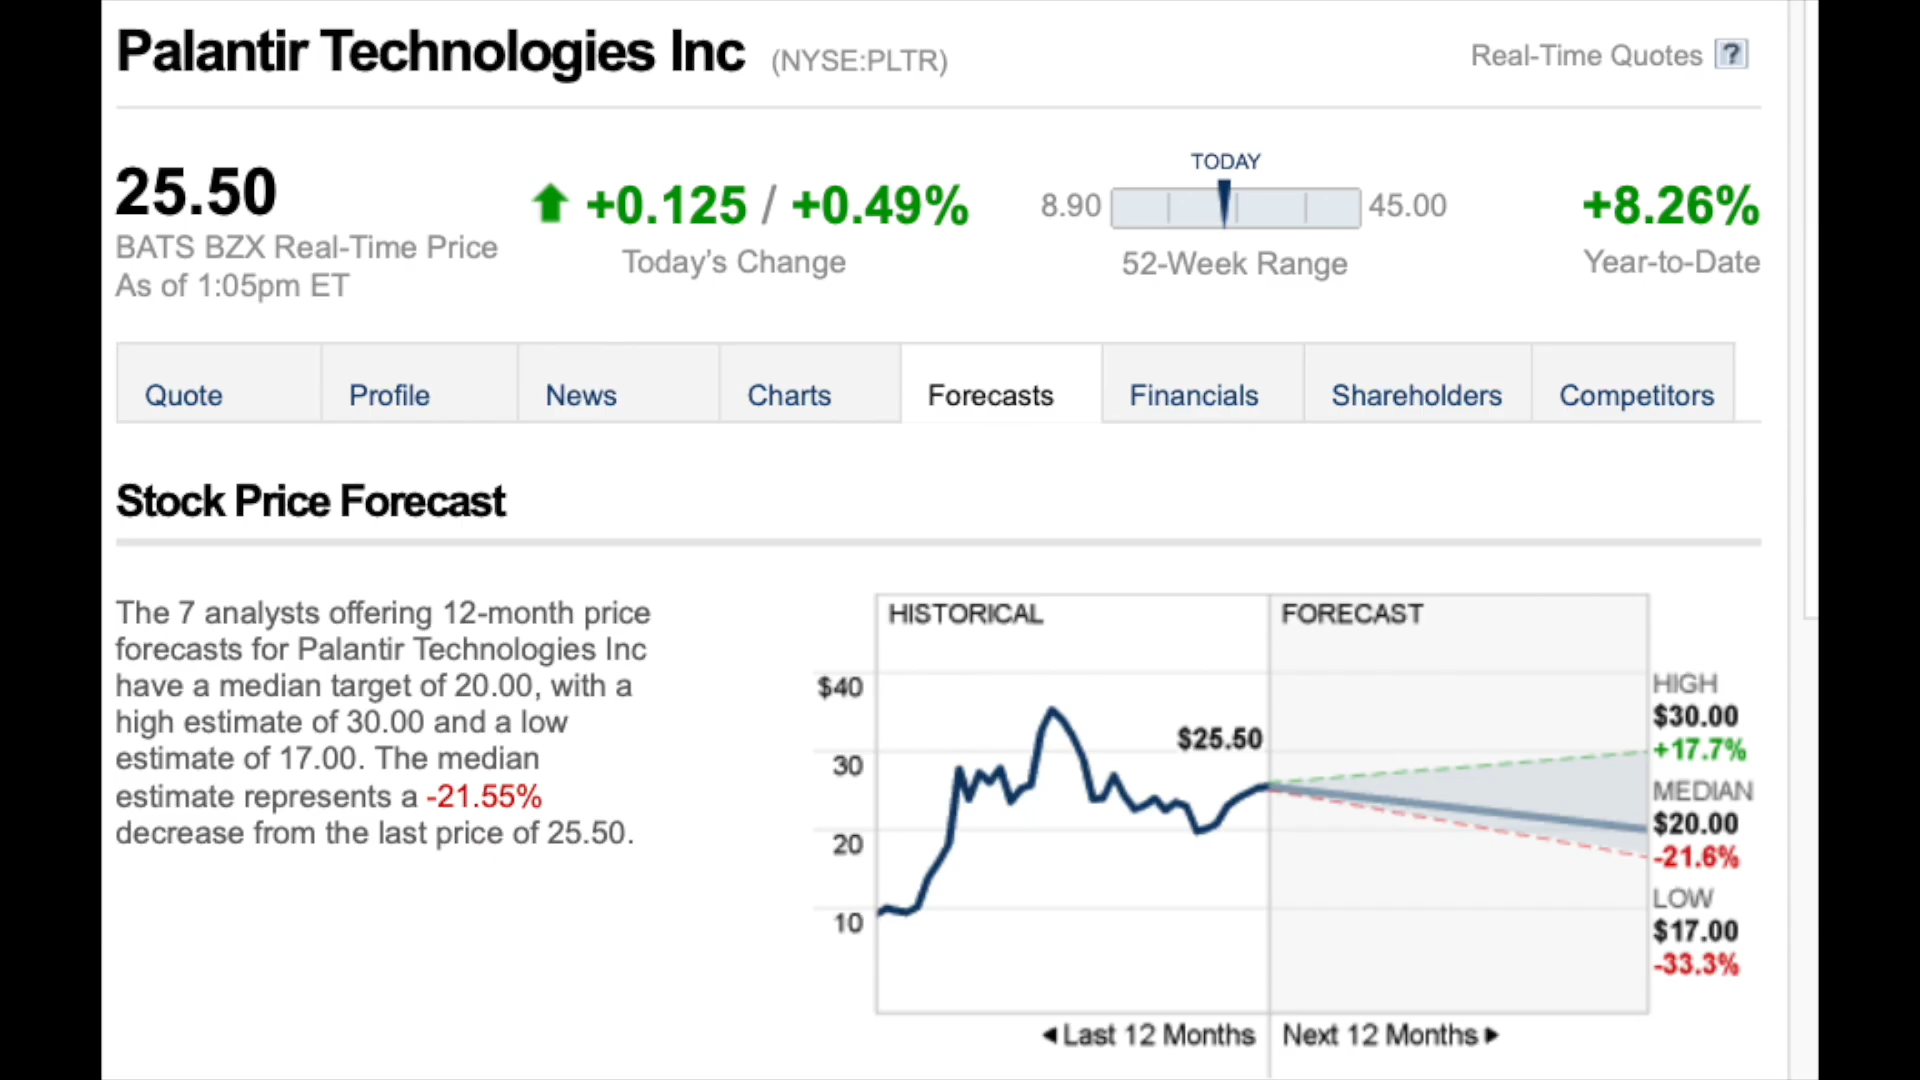 Palantir Technologies Inc (NYSE:PLTR)
Real-Time Quotes ?
25.50
BATS BZX Real-Time Price
As of 1:05pm ET
+0.125 / +0.49%
Today's Change
TODAY
8.90 45.00
52-Week Range
+8.26%
Year-to-Date
Quote Profile News Charts Forecasts Financials Shareholders Competitors
Stock Price Forecast
The 7 analysts offering 12-month price
forecasts for Palantir Technologies Inc
have a median target of 20.00, with a
high estimate of 30.00 and a low
estimate of 17.00. The median
estimate represents a -21.55%
decrease from the last price of 25.50.
HISTORICAL FORECAST
$40
30
20
10
$25.50
HIGH
$30.00
+17.7%
MEDIAN
$20.00
-21.6%
LOW
$17.00
-33.3%
Last 12 Months Next 12 Months